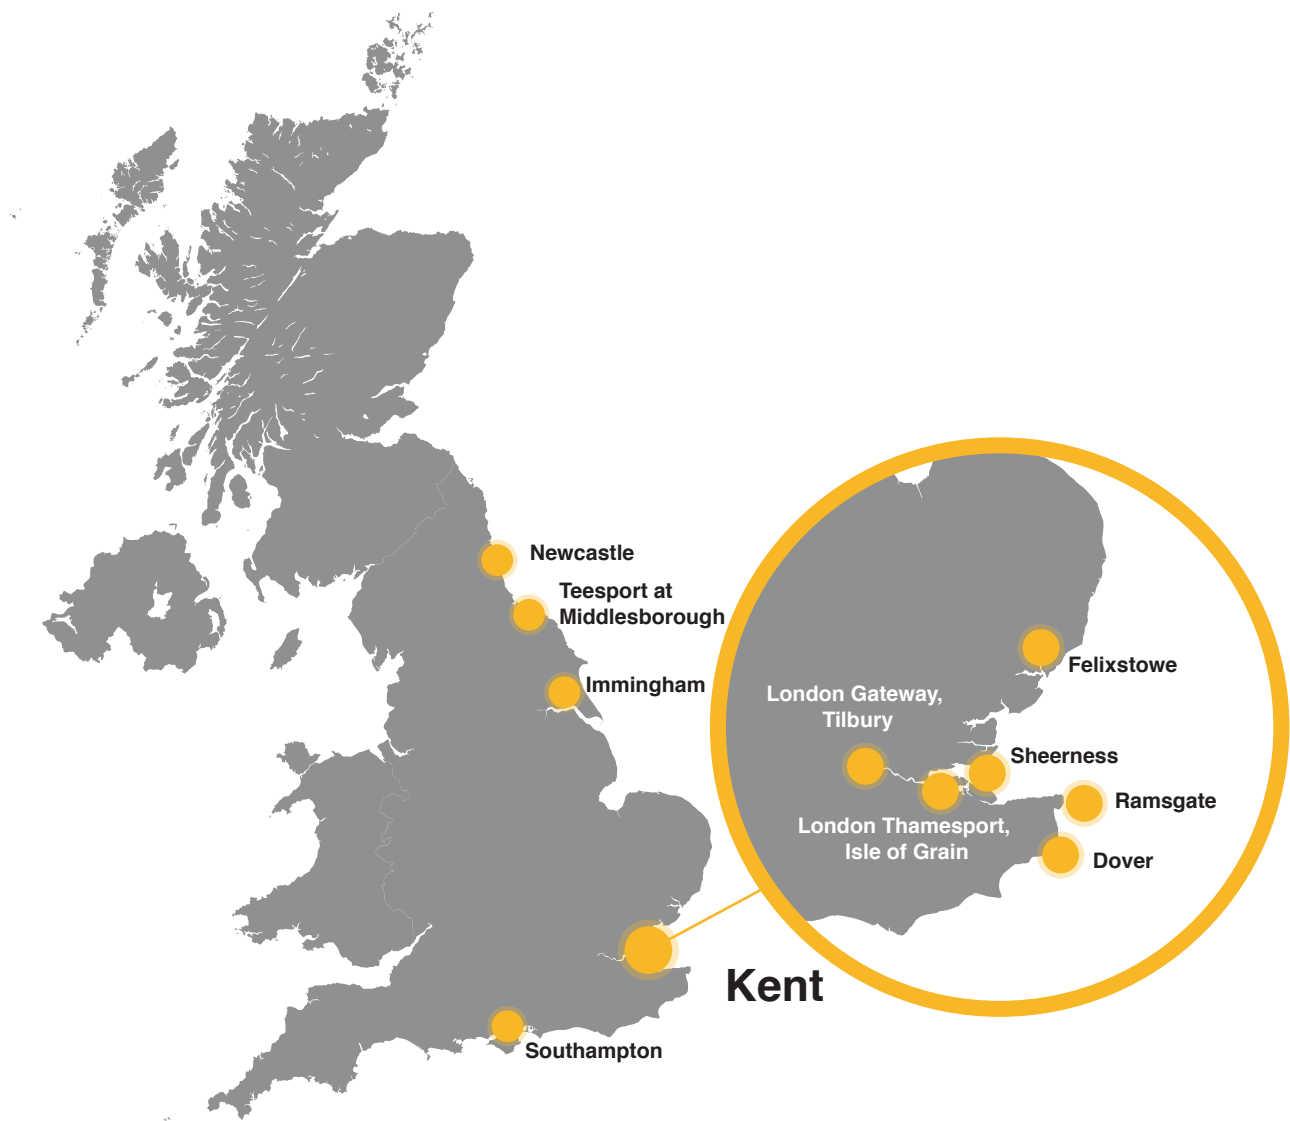 Newcastle
Teesport at
Middlesborough
Immingham
Felixstowe
London Gateway,
Tilbury
Sheerness
Ramsgate
London Thamesport,
Isle of Grain
Dover
Kent
Southampton